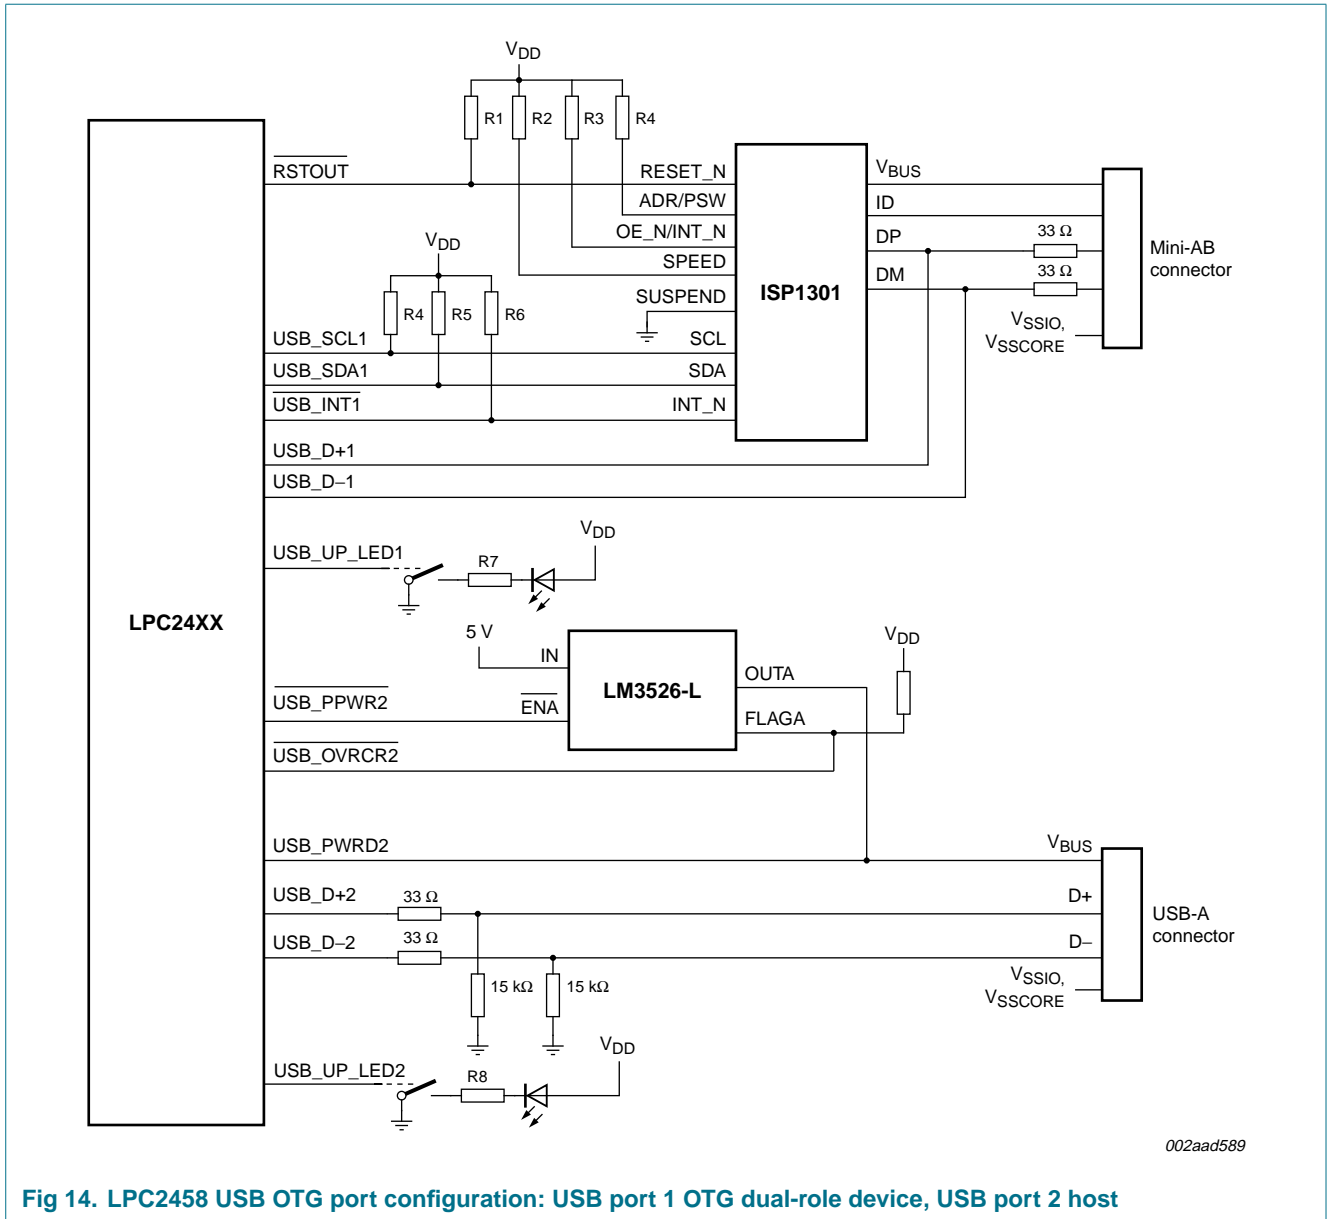 VDD
R1 R2 R3 R4
RSTOUT
RESET_N
ADR/PSW
OE_N/INT_N
SPEED
SUSPEND
VBUS
ID
DP
33 Ω
DM
33 Ω
VSSIO,
VSSCORE
Mini-AB
connector
ISP1301
VDD
R4 R5 R6
USB_SCL1
SCL
USB_SDA1
SDA
USB_INT1
INT_N
USB_D+1
USB_D−1
USB_UP_LED1
R7
VDD
LPC24XX
5 V
IN
LM3526-L
OUTA
VDD
USB_PPWR2
ENA
FLAGA
USB_OVRCR2
USB_PWRD2
VBUS
USB_D+2
33 Ω
D+
USB_D−2
33 Ω
D−
USB-A
connector
15 kΩ 15 kΩ
VSSIO,
VSSCORE
USB_UP_LED2
R8
VDD
002aad589
Fig 14. LPC2458 USB OTG port configuration: USB port 1 OTG dual-role device, USB port 2 host